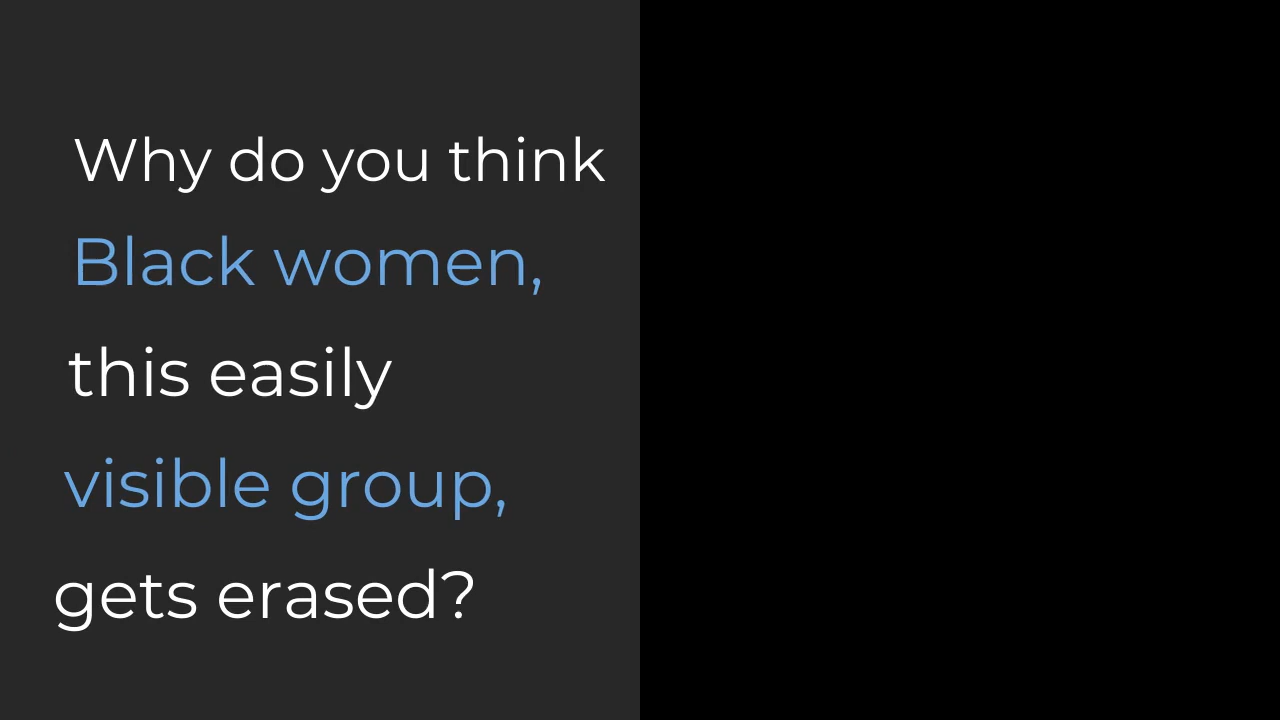 Why do you think
Black women,
this easily
visible group,
gets erased?